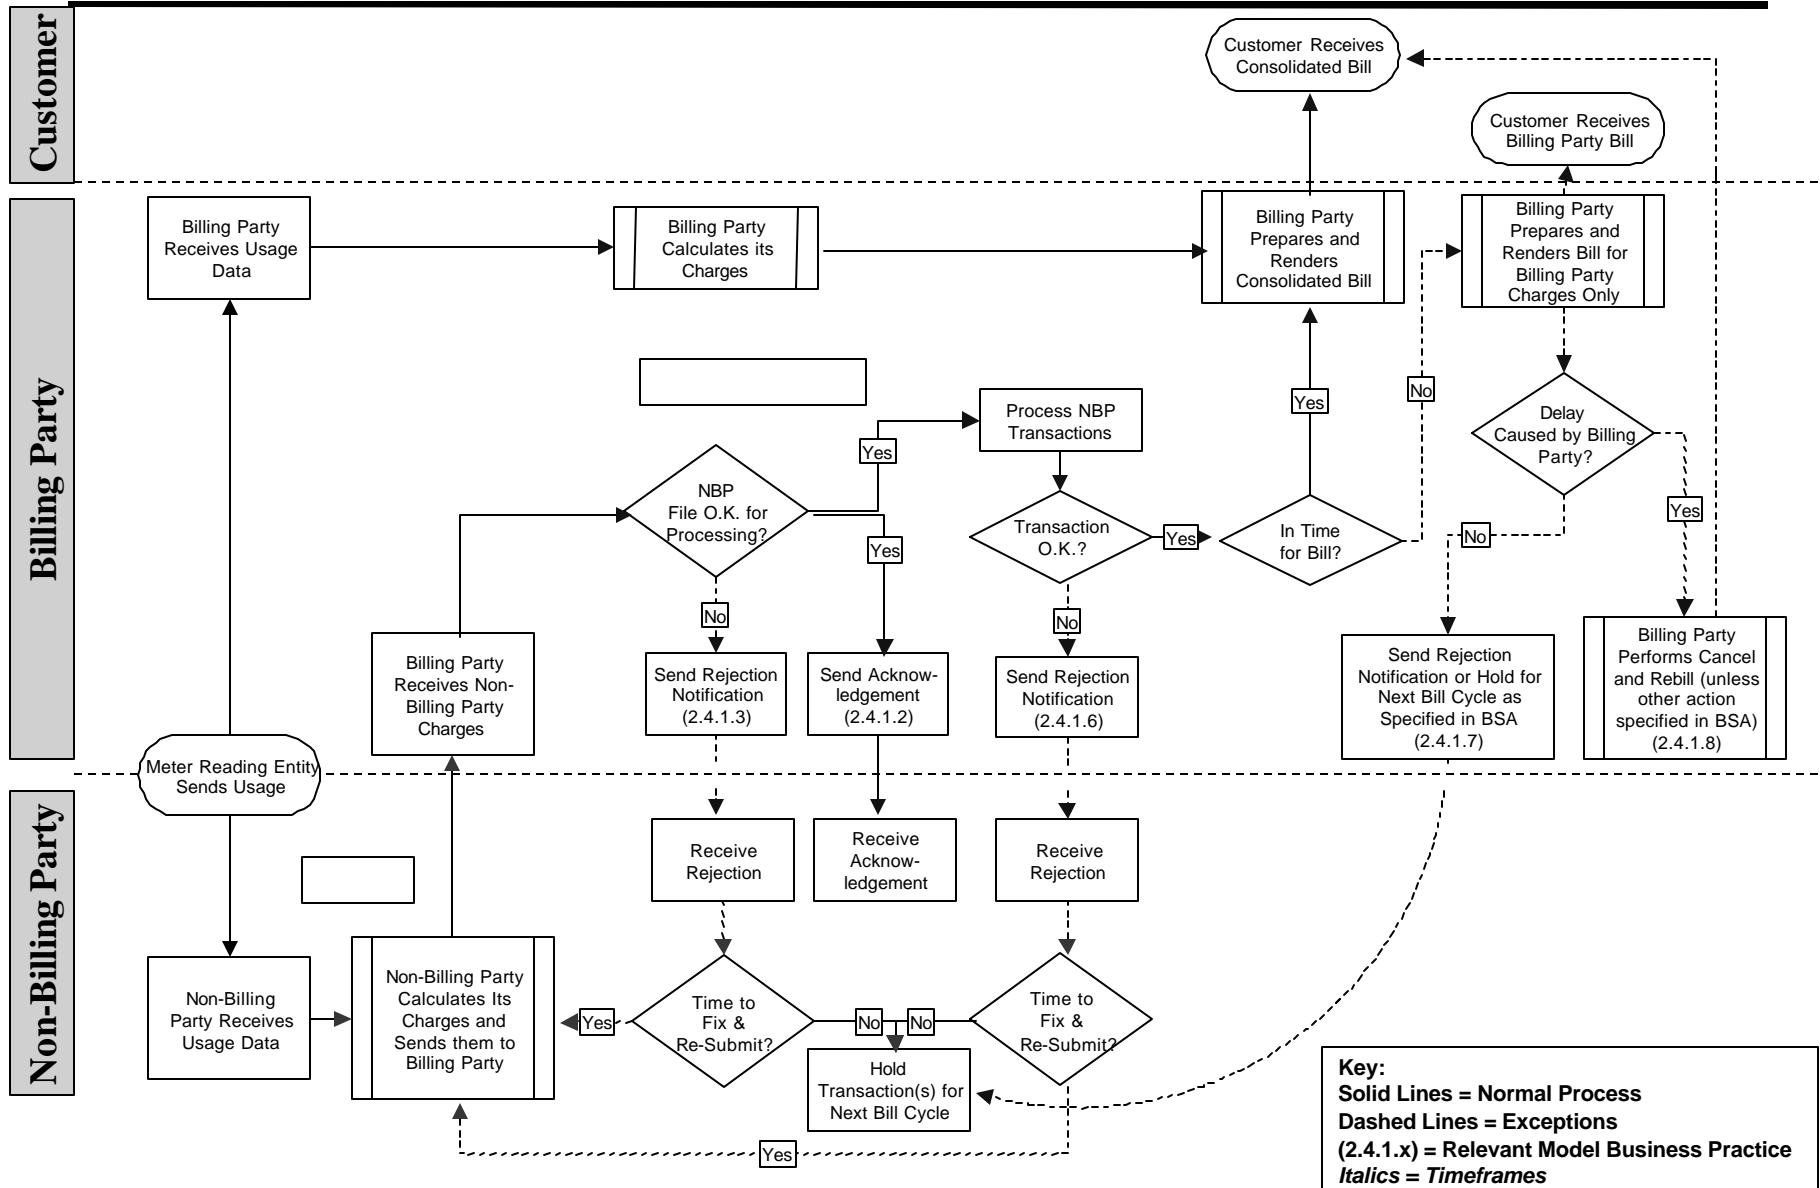 Customer
Customer Receives
Consolidated Bill
Customer Receives
Billing Party Bill
Billing Party
Billing Party
Receives Usage
Data
Billing Party
Calculates its
Charges
Billing Party
Prepares and
Renders
Consolidated Bill
Billing Party
Prepares and
Renders Bill for
Billing Party
Charges Only
Process NBP
Transactions
Yes
No
Yes
Delay
Caused by Billing
Party?
NBP
File O.K. for
Processing?
Yes
Transaction
O.K.?
Yes
In Time
for Bill?
No
Yes
No
No
Billing Party
Receives Non-
Billing Party
Charges
Send Rejection
Notification
(2.4.1.3)
Send Acknow-
ledgement
(2.4.1.2)
Send Rejection
Notification
(2.4.1.6)
Send Rejection
Notification or Hold for
Next Bill Cycle as
Specified in BSA
(2.4.1.7)
Billing Party
Performs Cancel
and Rebill (unless
other action
specified in BSA)
(2.4.1.8)
Meter Reading Entity
Sends Usage
Non-Billing Party
Receive
Rejection
Receive
Acknow-
ledgement
Receive
Rejection
Non-Billing
Party Receives
Usage Data
Non-Billing Party
Calculates Its
Charges and
Sends them to
Billing Party
Yes
Time to
Fix &
Re-Submit?
No
No
Time to
Fix &
Re-Submit?
Hold
Transaction(s) for
Next Bill Cycle
Yes
Key:
Solid Lines = Normal Process
Dashed Lines = Exceptions
(2.4.1.x) = Relevant Model Business Practice
Italics = Timeframes